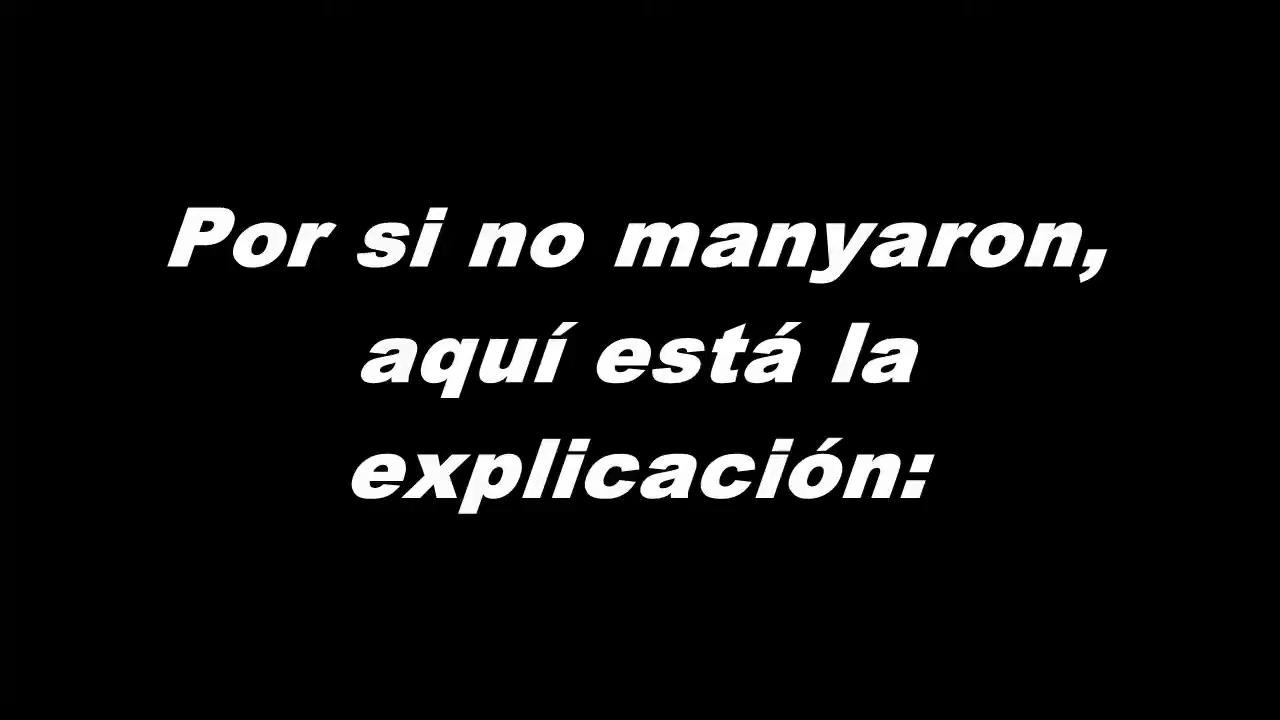 Por si no manyaron,
aquí está la
explicación: